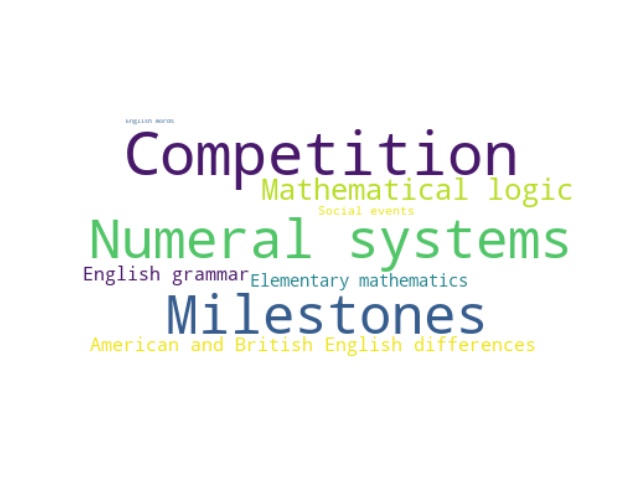 English words
Competition
Mathematical logic
Social events
Numeral systems
English grammar
Elementary mathematics
Milestones
American and British English differences